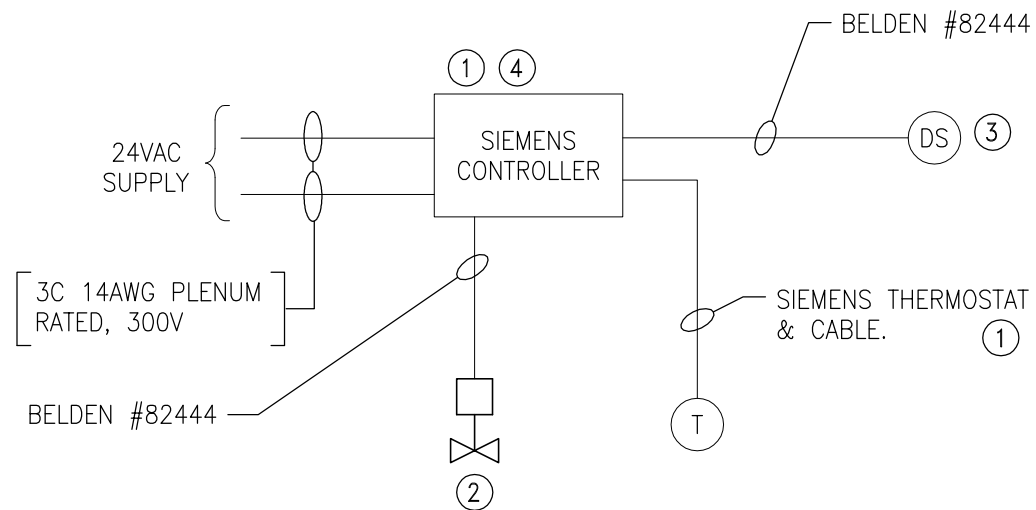 BELDEN #82444
1 4
24VAC
SUPPLY
SIEMENS
CONTROLLER
DS
3
3C 14AWG PLENUM
RATED, 300V
SIEMENS THERMOSTAT
& CABLE.
1
BELDEN #82444
T
2